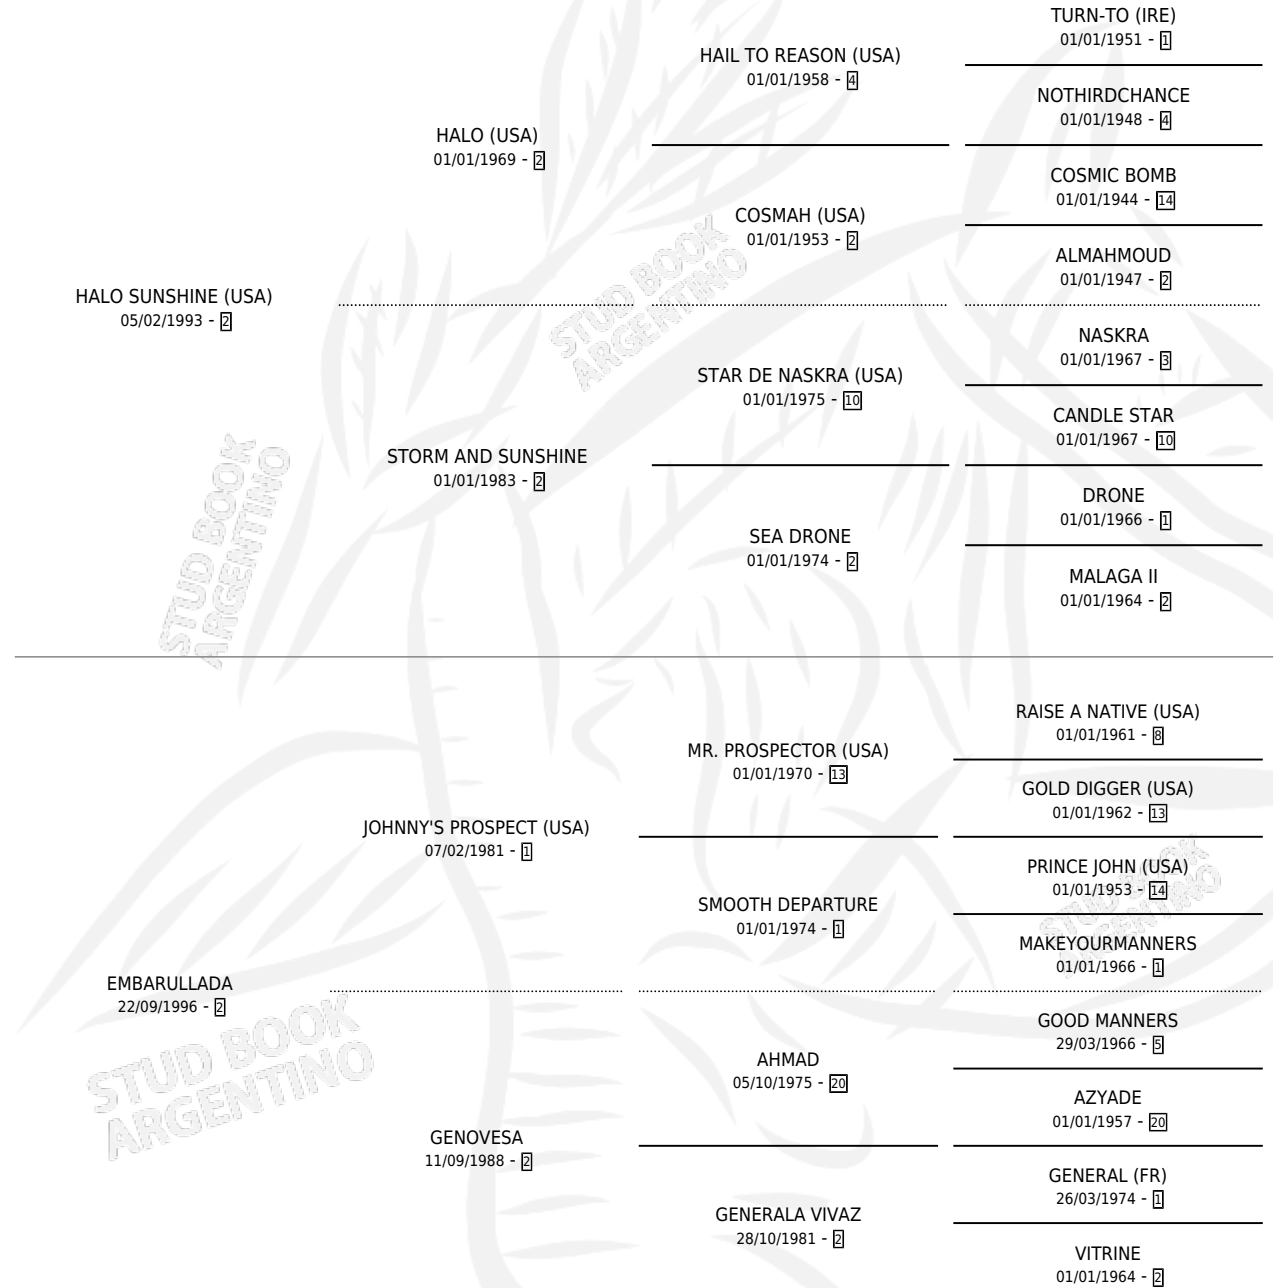 TURN-TO (IRE)
01/01/1951 - 1
HAIL TO REASON (USA)
01/01/1958 - 4
NOTHIRDCHANCE
01/01/1948 - 4
HALO (USA)
01/01/1969 - 2
COSMIC BOMB
01/01/1944 - 14
COSMAH (USA)
01/01/1953 - 2
ALMAHMOUD
01/01/1947 - 2
HALO SUNSHINE (USA)
05/02/1993 - 2
NASKRA
01/01/1967 - 3
STAR DE NASKRA (USA)
01/01/1975 - 10
CANDLE STAR
01/01/1967 - 10
STORM AND SUNSHINE
01/01/1983 - 2
DRONE
01/01/1966 - 1
SEA DRONE
01/01/1974 - 2
MALAGA II
01/01/1964 - 2
RAISE A NATIVE (USA)
01/01/1961 - 8
MR. PROSPECTOR (USA)
01/01/1970 - 13
GOLD DIGGER (USA)
01/01/1962 - 13
JOHNNY'S PROSPECT (USA)
07/02/1981 - 1
PRINCE JOHN (USA)
01/01/1953 - 14
SMOOTH DEPARTURE
01/01/1974 - 1
MAKEYOURMANNERS
01/01/1966 - 1
EMBARULLADA
22/09/1996 - 2
GOOD MANNERS
29/03/1966 - 5
AHMAD
05/10/1975 - 20
AZYADE
01/01/1957 - 20
GENOVESA
11/09/1988 - 2
GENERAL (FR)
26/03/1974 - 1
GENERALA VIVAZ
28/10/1981 - 2
VITRINE
01/01/1964 - 2
STUD BOOK
ARGENTINO
STUD BOOK
ARGENTINO
STUD BOOK
ARGENTINO
STUD BOOK
ARGENTINO